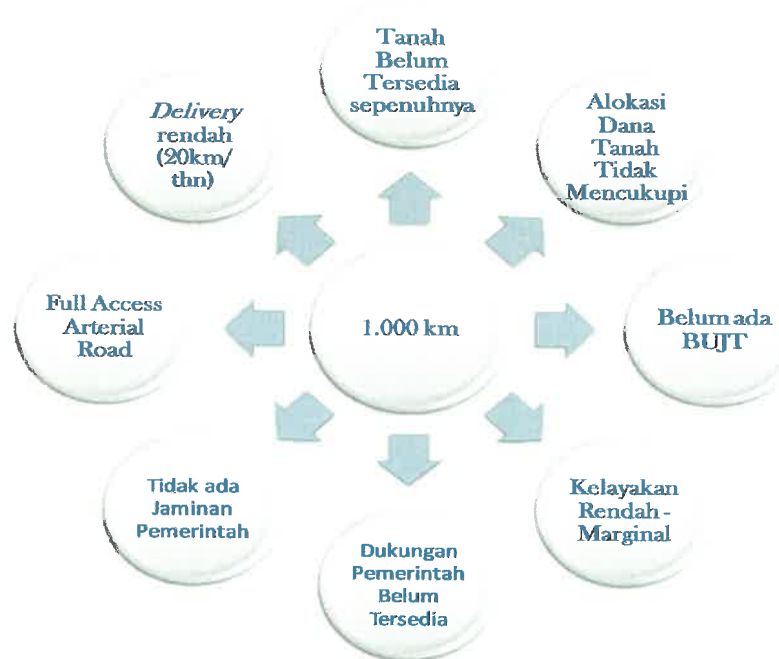 Tanah
Belum
Tersedia
sepenuhnya
Alokasi
Dana
Tanah
Tidak
Mencukupi
Belum ada
BUJT
Kelayakan
Rendah -
Marginal
Dukungan
Pemerintah
Belum
Tersedia
Tidak ada
Jaminan
Pemerintah
Full Access
Arterial
Road
Delivery
rendah
(20km/
thn)
1.000 km